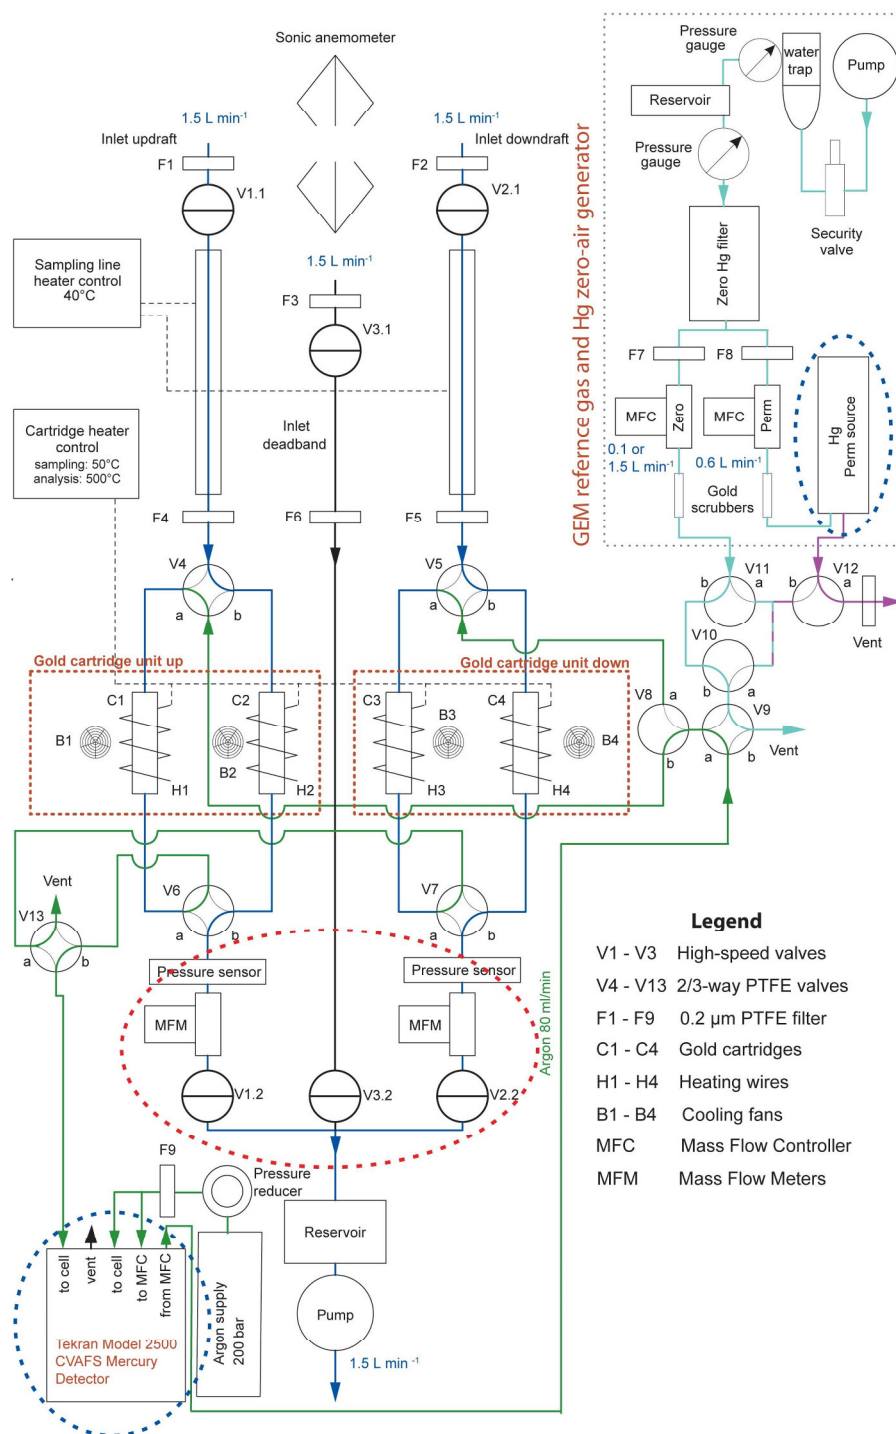 Sonic anemometer
1.5 L min-1
Inlet updraft
F1
V1.1
1.5 L min-1
Inlet downdraft
F2
V2.1
1.5 L min-1
F3
V3.1
Sampling line
heater control
40°C
Inlet
deadband
Cartridge heater
control
sampling: 50°C
analysis: 500°C
F4
F6
F5
GEM refernce gas and Hg zero-air generator
Pressure
gauge
water
trap
Pump
Reservoir
Pressure
gauge
Security
valve
Zero Hg filter
F7
F8
MFC
Zero
MFC
Perm
Hg
Perm source
0.1 or
1.5 L min-1
0.6 L min-1
Gold
scrubbers
V4
a
b
V5
a
b
V11
b
a
V12
b
a
Vent
V10
b
a
V9
a
b
Vent
V8
a
b
Gold cartridge unit up
Gold cartridge unit down
C1
C2
C3
C4
B1
B2
B3
B4
H1
H2
H3
H4
Vent
V13
a
b
V6
a
b
V7
a
b
Pressure sensor
Pressure sensor
MFM
MFM
V1.2
V3.2
V2.2
Argon 80 ml/min
F9
Pressure
reducer
Reservoir
Pump
1.5 L min -1
Argon supply
200 bar
to cell
vent
to cell
to MFC
from MFC
Tekran Model 2500
CVAFS Mercury
Detector
Legend
V1 - V3 High-speed valves
V4 - V13 2/3-way PTFE valves
F1 - F9 0.2 µm PTFE filter
C1 - C4 Gold cartridges
H1 - H4 Heating wires
B1 - B4 Cooling fans
MFC Mass Flow Controller
MFM Mass Flow Meters